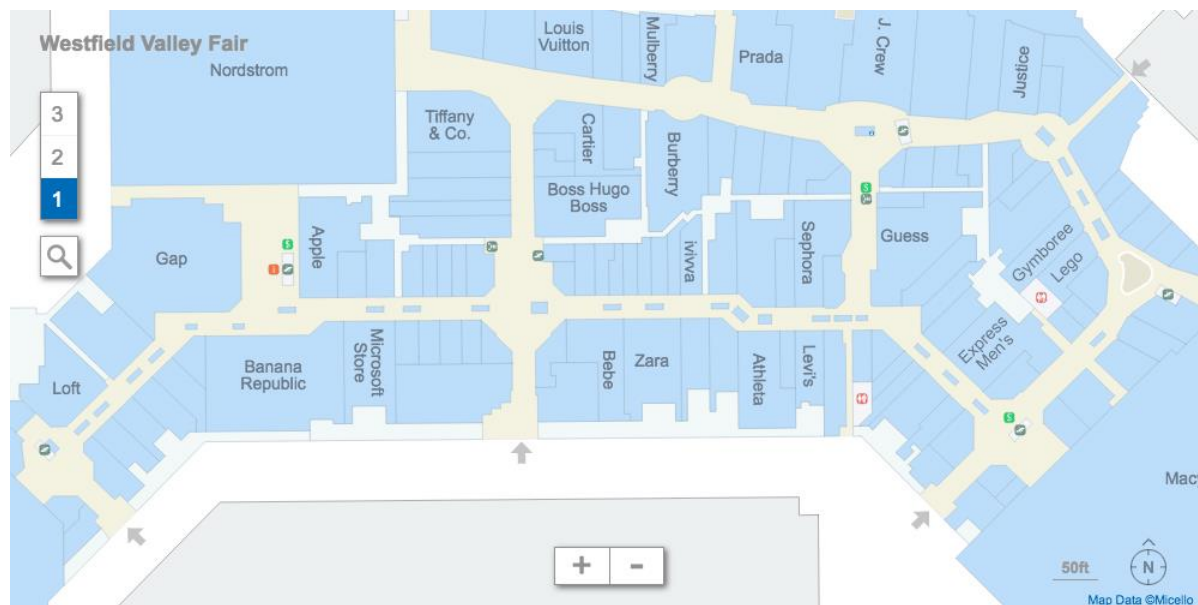 Westfield Valley Fair
Nordstrom
Louis
Vuitton
Mulberry
Prada
J. Crew
Justice
3
2
1
Tiffany
& Co.
Cartier
Burberry
Boss Hugo
Boss
Gap
Apple
ivivva
Sephora
Guess
Gymboree
Lego
Express
Men's
Loft
Banana
Republic
Microsoft
Store
Bebe
Zara
Athleta
Levi's
Macy
+
-
50ft
N
Map Data ©Micello